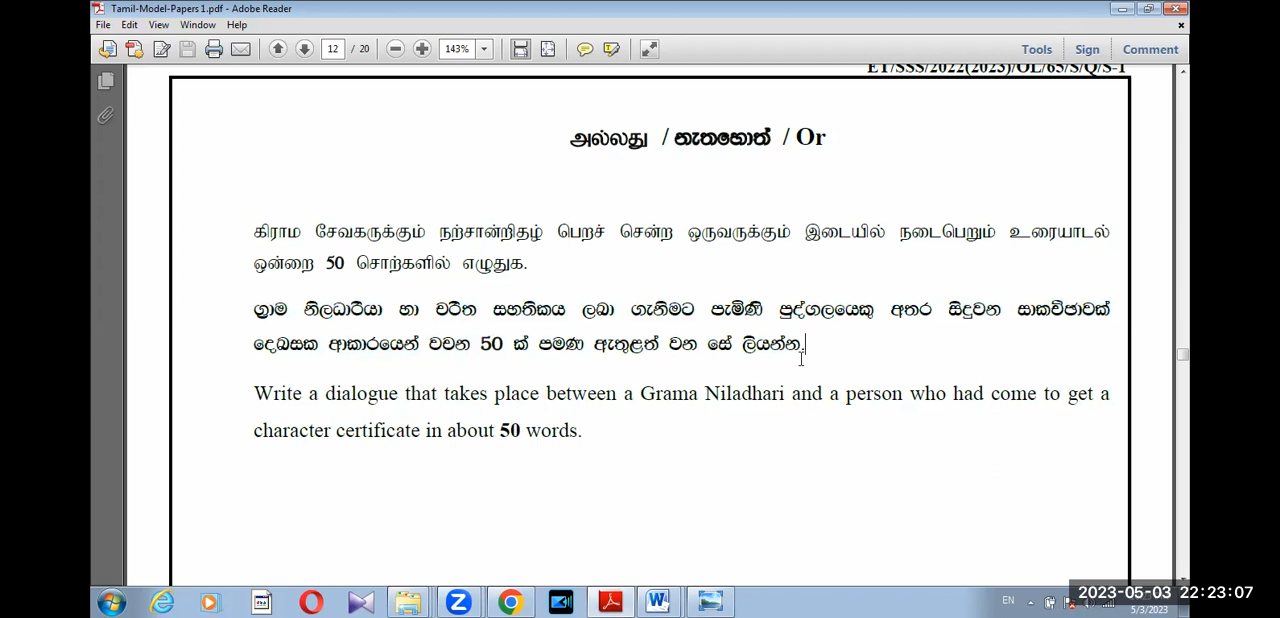 Tamil-Model-Papers 1.pdf - Adobe Reader
File Edit View Window Help
12 / 20 143% Tools Sign Comment
ET/SSS/2022(2023)/OL/65/S/Q/S-1
அல்லது / නැතහොත් / Or
கிராம சேவகருக்கும் நற்சான்றிதழ் பெறச் சென்ற ஒருவருக்கும் இடையில் நடைபெறும் உரையாடல்
ஒன்றை 50 சொற்களில் எழுதுக.
ග්‍රාම නිලධාරියා හා චරිත සහතිකය ලබා ගැනීමට පැමිණි පුද්ගලයෙකු අතර සිදුවන සාකච්ඡාවක්
දෙබසක ආකාරයෙන් වචන 50 ක් පමණ ඇතුළත් වන සේ ලියන්න.
Write a dialogue that takes place between a Grama Niladhari and a person who had come to get a
character certificate in about 50 words.
EN
2023-05-03 22:23:07
5/3/2023